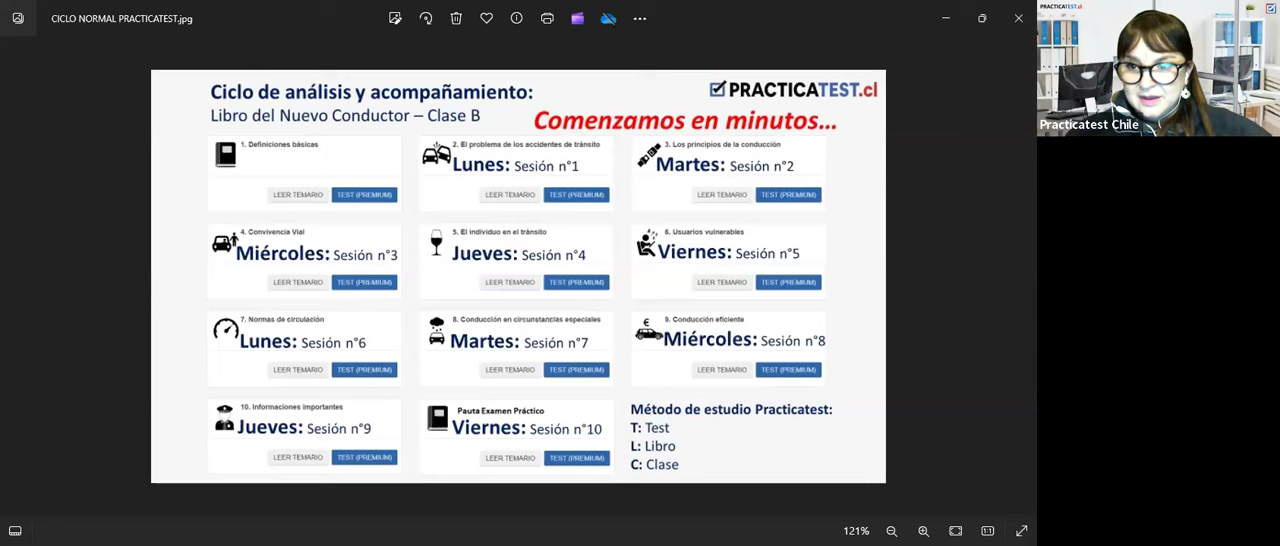 CICLO NORMAL PRACTICATEST.jpg
PRACTICATEST.cl
Practicatest Chile
Ciclo de análisis y acompañamiento:
Libro del Nuevo Conductor – Clase B
PRACTICATEST.cl
Comenzamos en minutos...
1. Definiciones básicas
LEER TEMARIO TEST (PREMIUM)
2. El problema de los accidentes de tránsito
Lunes: Sesión n°1
LEER TEMARIO TEST (PREMIUM)
3. Los principios de la conducción
Martes: Sesión n°2
LEER TEMARIO TEST (PREMIUM)
4. Convivencia Vial
Miércoles: Sesión n°3
LEER TEMARIO TEST (PREMIUM)
5. El individuo en el tránsito
Jueves: Sesión n°4
LEER TEMARIO TEST (PREMIUM)
6. Usuarios vulnerables
Viernes: Sesión n°5
LEER TEMARIO TEST (PREMIUM)
7. Normas de circulación
Lunes: Sesión n°6
LEER TEMARIO TEST (PREMIUM)
8. Conducción en circunstancias especiales
Martes: Sesión n°7
LEER TEMARIO TEST (PREMIUM)
9. Conducción eficiente
€
Miércoles: Sesión n°8
LEER TEMARIO TEST (PREMIUM)
10. Informaciones importantes
Jueves: Sesión n°9
LEER TEMARIO TEST (PREMIUM)
Pauta Examen Práctico
Viernes: Sesión n°10
LEER TEMARIO TEST (PREMIUM)
Método de estudio Practicatest:
T: Test
L: Libro
C: Clase
121%
1:1